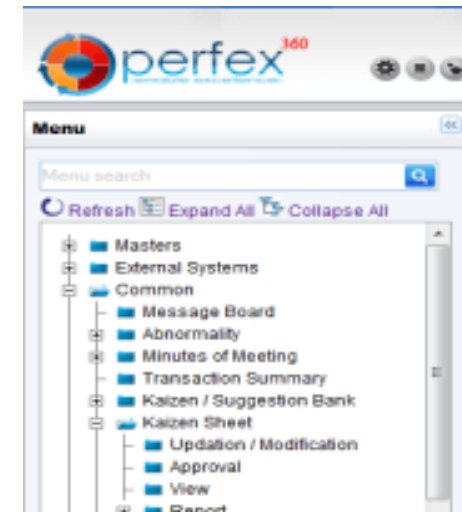 perfex 360
Menu
Menu search
Refresh Expand All Collapse All
Masters
External Systems
Common
Message Board
Abnormality
Minutes of Meeting
Transaction Summary
Kaizen / Suggestion Bank
Kaizen Sheet
Updation / Modification
Approval
View
Report